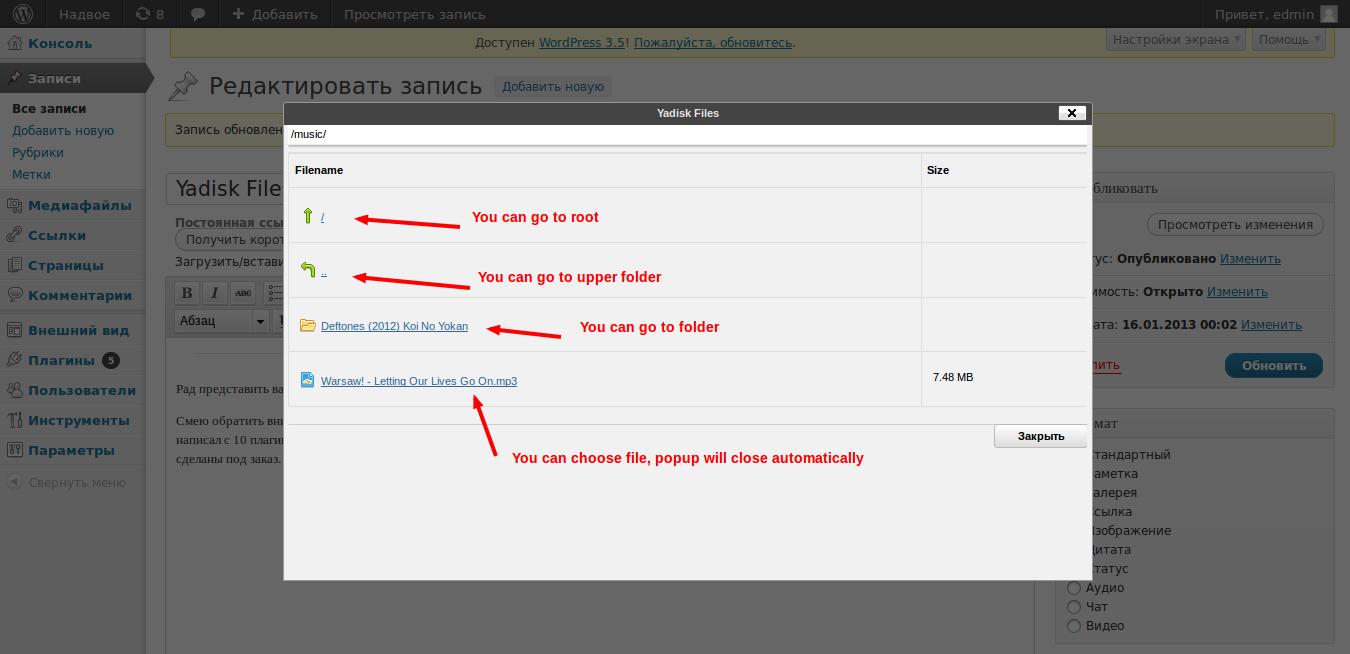 Надвое
8
Добавить
Просмотреть запись
Привет, edmin
Консоль
Записи
Все записи
Добавить новую
Рубрики
Метки
Медиафайлы
Ссылки
Страницы
Комментарии
Внешний вид
Плагины 5
Пользователи
Инструменты
Параметры
Свернуть меню
Доступен WordPress 3.5! Пожалуйста, обновитесь.
Настройки экрана
Помощь
Редактировать запись
Добавить новую
Запись обновлен
Yadisk File
Постоянная ссы
Получить корот
Загрузить/встави
B I ABC
Абзац
Рад представить ва
Смею обратить вни
написал с 10 плаги
сделаны под заказ.
Yadisk Files
/music/
Filename
Size
/
You can go to root
..
You can go to upper folder
Deftones (2012) Koi No Yokan
You can go to folder
Warsaw! - Letting Our Lives Go On.mp3
7.48 MB
You can choose file, popup will close automatically
Закрыть
бликовать
Просмотреть изменения
ус: Опубликовано Изменить
имость: Открыто Изменить
ата: 16.01.2013 00:02 Изменить
лить
Обновить
мат
Стандартный
аметка
алерея
сылка
Изображение
Цитата
татус
Аудио
Чат
Видео